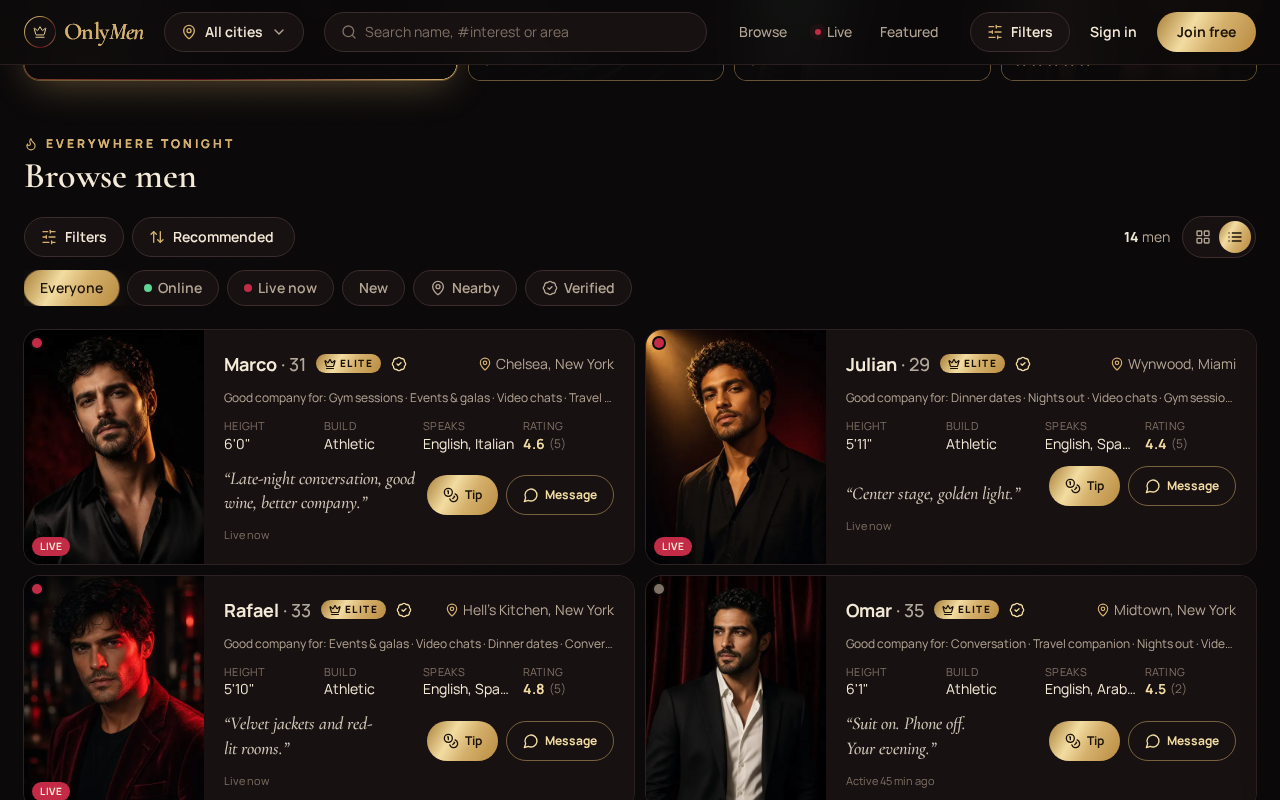 OnlyMen
All cities
Search name, #interest or area
Browse
Live
Featured
Filters
Sign in
Join free
EVERYWHERE TONIGHT
Browse men
Filters
Recommended
14 men
Everyone
Online
Live now
New
Nearby
Verified
LIVE
Marco · 31
ELITE
Chelsea, New York
Good company for: Gym sessions · Events & galas · Video chats · Travel ...
HEIGHT
BUILD
SPEAKS
RATING
6'0"
Athletic
English, Italian
4.6 (5)
“Late-night conversation, good
wine, better company.”
Tip
Message
Live now
LIVE
Julian · 29
ELITE
Wynwood, Miami
Good company for: Dinner dates · Nights out · Video chats · Gym sessio...
HEIGHT
BUILD
SPEAKS
RATING
5'11"
Athletic
English, Spa...
4.4 (5)
“Center stage, golden light.”
Tip
Message
Live now
LIVE
Rafael · 33
ELITE
Hell's Kitchen, New York
Good company for: Events & galas · Video chats · Dinner dates · Conver...
HEIGHT
BUILD
SPEAKS
RATING
5'10"
Athletic
English, Spa...
4.8 (5)
“Velvet jackets and red-
lit rooms.”
Tip
Message
Live now
Omar · 35
ELITE
Midtown, New York
Good company for: Conversation · Travel companion · Nights out · Vide...
HEIGHT
BUILD
SPEAKS
RATING
6'1"
Athletic
English, Arab...
4.5 (2)
“Suit on. Phone off.
Your evening.”
Tip
Message
Active 45 min ago